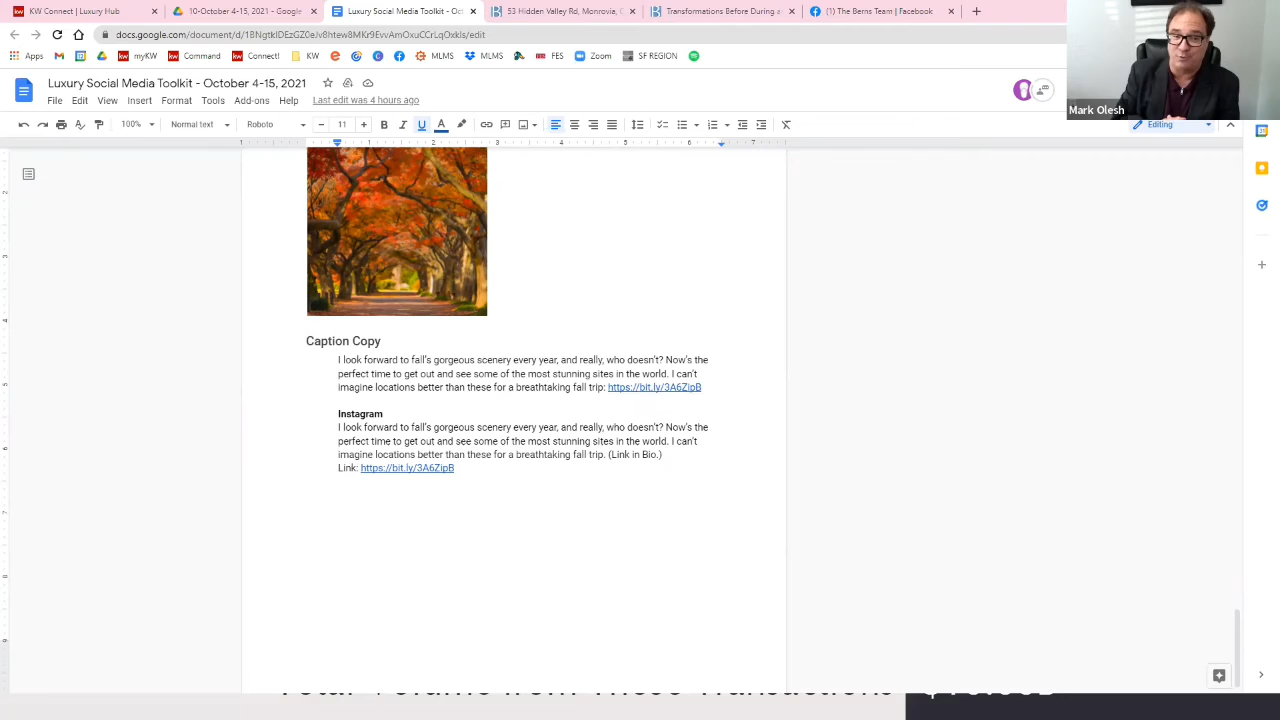 KW Connect | Luxury Hub
10-October 4-15, 2021 - Google
Luxury Social Media Toolkit - Oct
53 Hidden Valley Rd, Monrovia, C
Transformations Before During a
(1) The Berns Team | Facebook
docs.google.com/document/d/18NgtkIDEzGZ0eJv8htew8MKr9EvvAmOxuCCrLq0klIs/edit
Apps
myKW
Command
Connect!
KW
MLMS
MLMS
FES
Zoom
SF REGION
Mark Olesh
Luxury Social Media Toolkit - October 4-15, 2021
File Edit View Insert Format Tools Add-ons Help Last edit was 4 hours ago
100% Normal text Roboto 11 Editing
Caption Copy
I look forward to fall's gorgeous scenery every year, and really, who doesn't? Now's the
perfect time to get out and see some of the most stunning sites in the world. I can't
imagine locations better than these for a breathtaking fall trip: https://bit.ly/3A6ZipB
Instagram
I look forward to fall's gorgeous scenery every year, and really, who doesn't? Now's the
perfect time to get out and see some of the most stunning sites in the world. I can't
imagine locations better than these for a breathtaking fall trip. (Link in Bio.)
Link: https://bit.ly/3A6ZipB
Total Volume from These Transactions